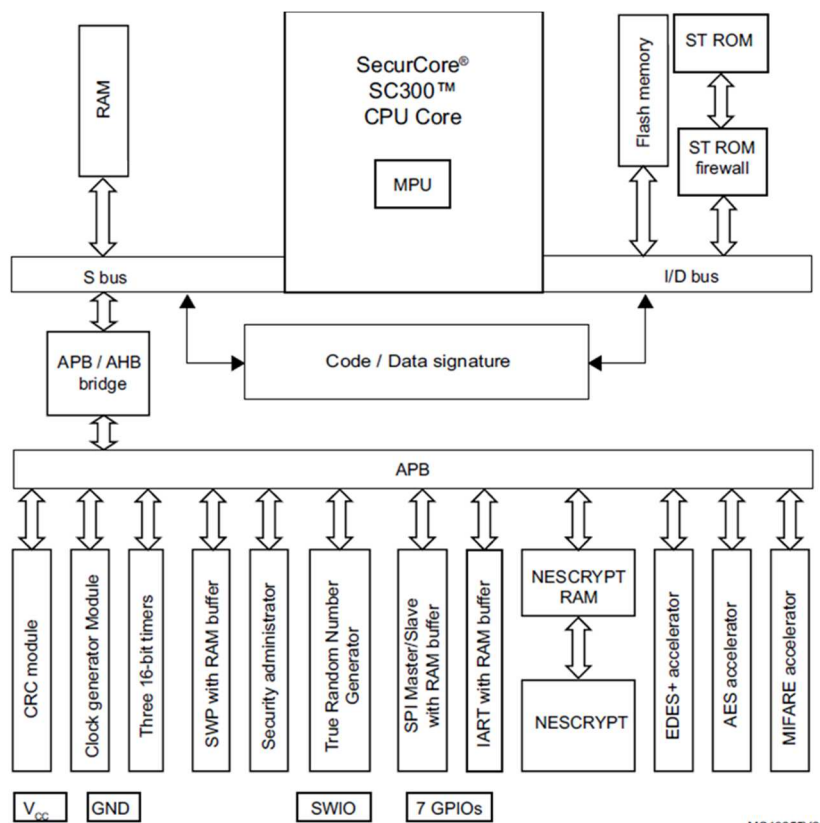 RAM
SecurCore®
SC300™
CPU Core
MPU
Flash memory
ST ROM
ST ROM
firewall
S bus
I/D bus
APB / AHB
bridge
Code / Data signature
APB
CRC module
Clock generator Module
Three 16-bit timers
SWP with RAM buffer
Security administrator
True Random Number
Generator
SPI Master/Slave
with RAM buffer
IART with RAM buffer
NESCRYPT
RAM
NESCRYPT
EDES+ accelerator
AES accelerator
MIFARE accelerator
VCC
GND
SWIO
7 GPIOs